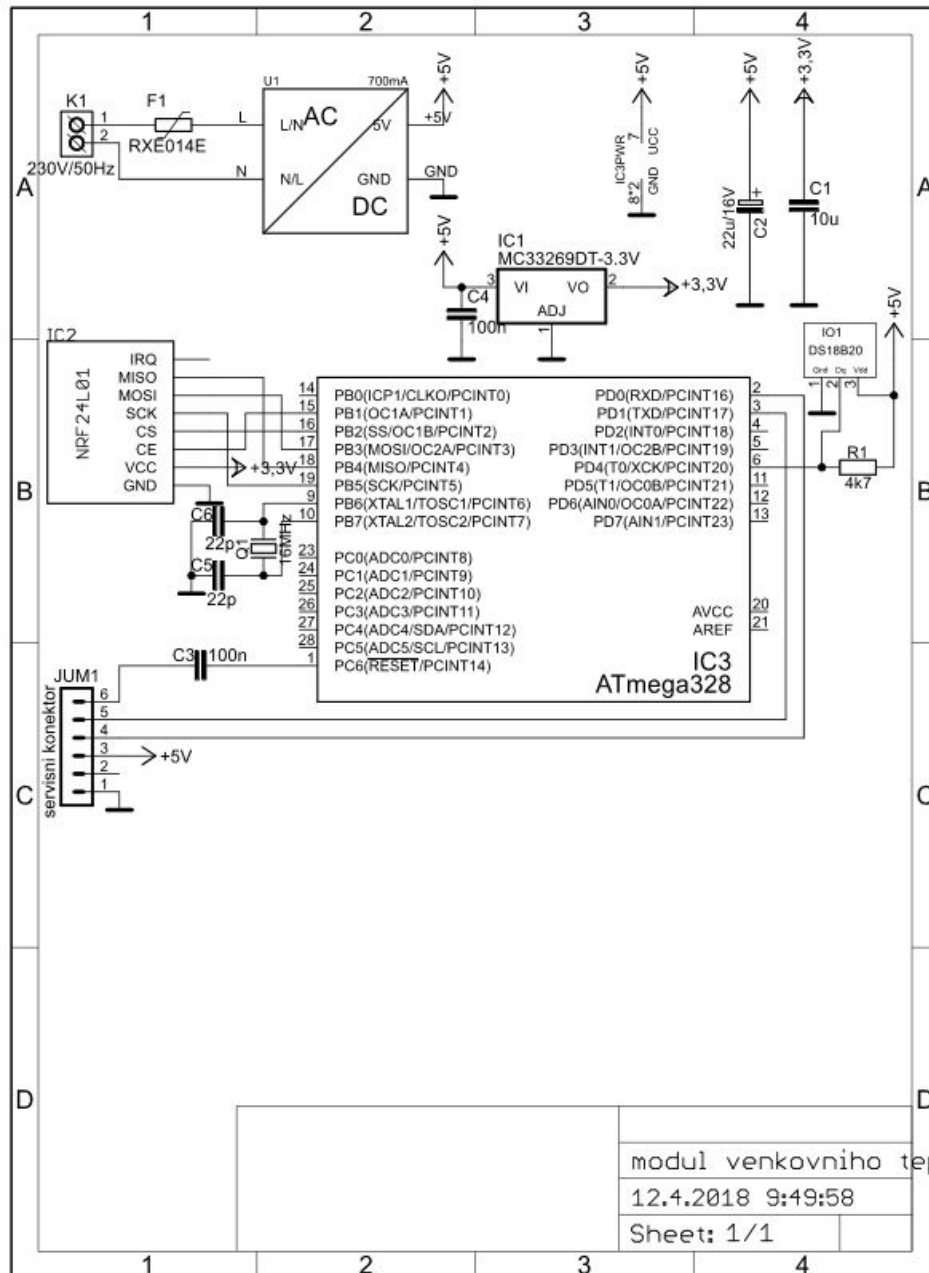 1 2 3 4
A
B
C
D
A
B
C
D
K1
1
2
230V/50Hz
F1
RXE014E
L
N
U1
700mA
L/N
AC
5V
N/L
GND
DC
+5V
+5V
GND
+5V
7
UCC
IC3PWR
GND
8*2
+5V
22u/16V
+
C2
+3,3V
C1
10u
+5V
C4
100n
IC1
MC33269DT-3.3V
3
VI
VO
2
ADJ
1
+3,3V
IO1
DS18B20
Gnd Dq Vdd
1
2
3
+5V
R1
4k7
IC2
NRF24L01
IRQ
MISO
MOSI
SCK
CS
CE
VCC
GND
+3,3V
C6
22p
C5
22p
Q1
16MHz
14 PB0(ICP1/CLKO/PCINT0)
15 PB1(OC1A/PCINT1)
16 PB2(SS/OC1B/PCINT2)
17 PB3(MOSI/OC2A/PCINT3)
18 PB4(MISO/PCINT4)
19 PB5(SCK/PCINT5)
9 PB6(XTAL1/TOSC1/PCINT6)
10 PB7(XTAL2/TOSC2/PCINT7)
23 PC0(ADC0/PCINT8)
24 PC1(ADC1/PCINT9)
25 PC2(ADC2/PCINT10)
26 PC3(ADC3/PCINT11)
27 PC4(ADC4/SDA/PCINT12)
28 PC5(ADC5/SCL/PCINT13)
1 PC6(RESET/PCINT14)
PD0(RXD/PCINT16) 2
PD1(TXD/PCINT17) 3
PD2(INT0/PCINT18) 4
PD3(INT1/OC2B/PCINT19) 5
PD4(T0/XCK/PCINT20) 6
PD5(T1/OC0B/PCINT21) 11
PD6(AIN0/OC0A/PCINT22) 12
PD7(AIN1/PCINT23) 13
AVCC 20
AREF 21
IC3
ATmega328
C3
100n
JUM1
servisni konektor
6
5
4
3
2
1
+5V
modul venkovniho tep
12.4.2018 9:49:58
Sheet: 1/1
1 2 3 4